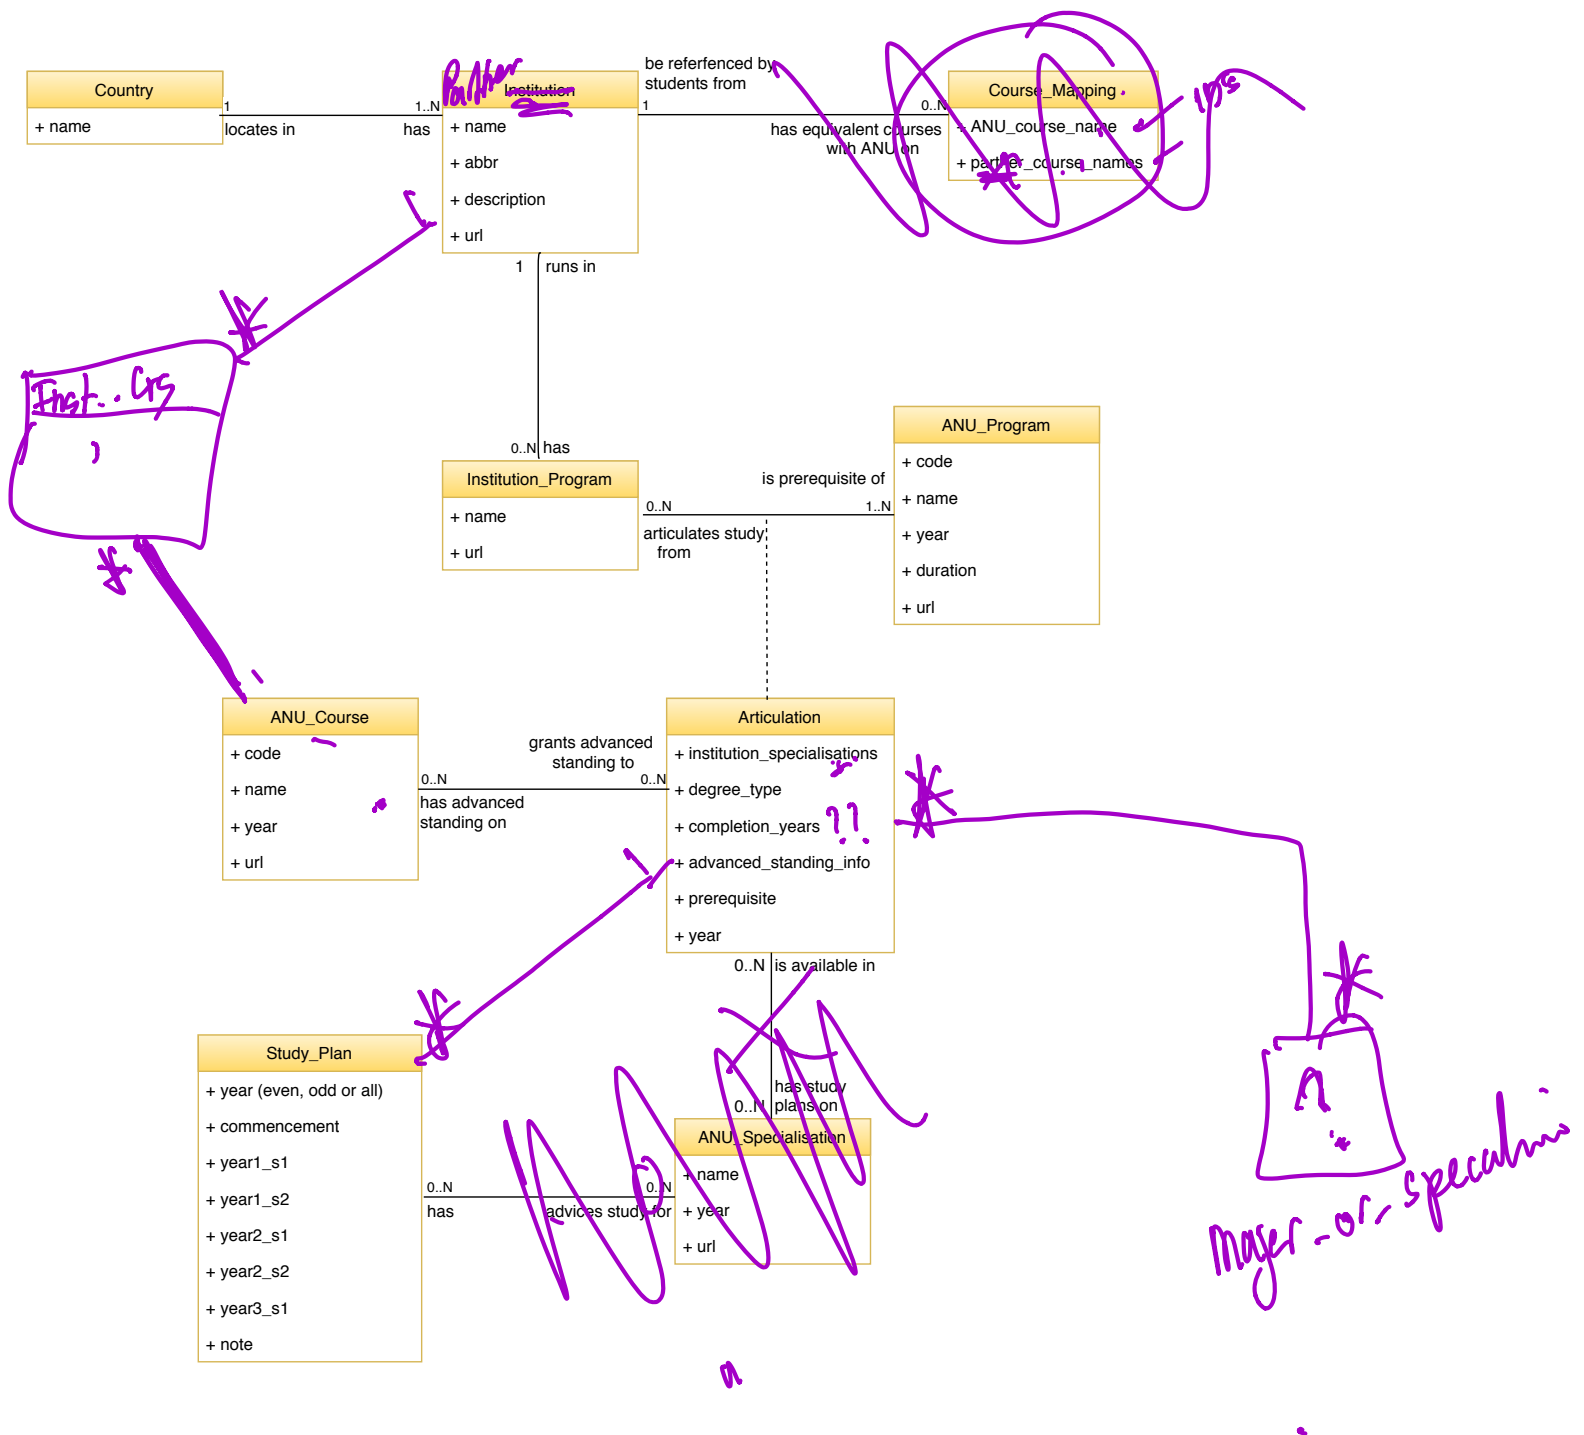 be referfenced by
students from
Country
Partner
Institution
Course_Mapping
1
1..N
1
0..N
+ name
locates in
has
+ name
has equivalent courses
with ANU on
+ ANU_course_name
+ abbr
+ partner_course_names
+ description
+ url
1
runs in
Inst.. Crs
0..N
has
ANU_Program
+ code
Institution_Program
is prerequisite of
+ name
0..N
1..N
+ name
articulates study
from
+ year
+ url
+ duration
+ url
ANU_Course
Articulation
grants advanced
standing to
+ code
+ institution_specialisations
0..N
0..N
+ name
+ degree_type
has advanced
standing on
+ year
+ completion_years
??
+ url
+ advanced_standing_info
+ prerequisite
+ year
0..N
is available in
Study_Plan
?
+ year (even, odd or all)
has study
plans on
0..N
+ commencement
ANU_Specialisation
+ year1_s1
+ name
0..N
0..N
+ year1_s2
has
advices study for
+ year
+ year2_s1
+ url
major-or-
+ year2_s2
+ year3_s1
+ note